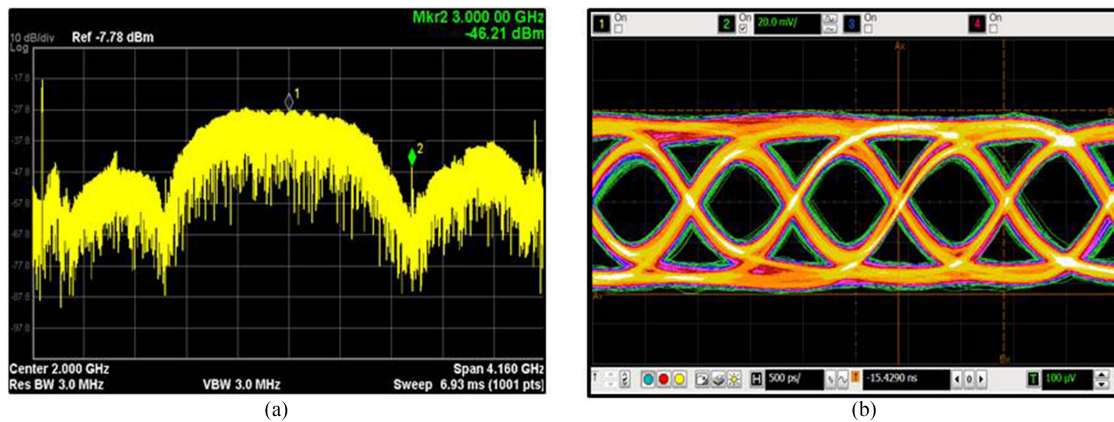 Mkr2 3.000 00 GHz
10 dB/div Ref -7.78 dBm -46.21 dBm
Log
-17.8
1
-27.8
-37.8
2
-47.8
-57.8
-67.8
-77.8
-87.8
-97.8
Center 2.000 GHz Span 4.160 GHz
Res BW 3.0 MHz VBW 3.0 MHz Sweep 6.93 ms (1001 pts)
(a)
1 On 2 On 20.0 mV/ 3 On 4 On
Ax
H 500 ps/ -15.4290 ns 0 T 100 µV
(b)